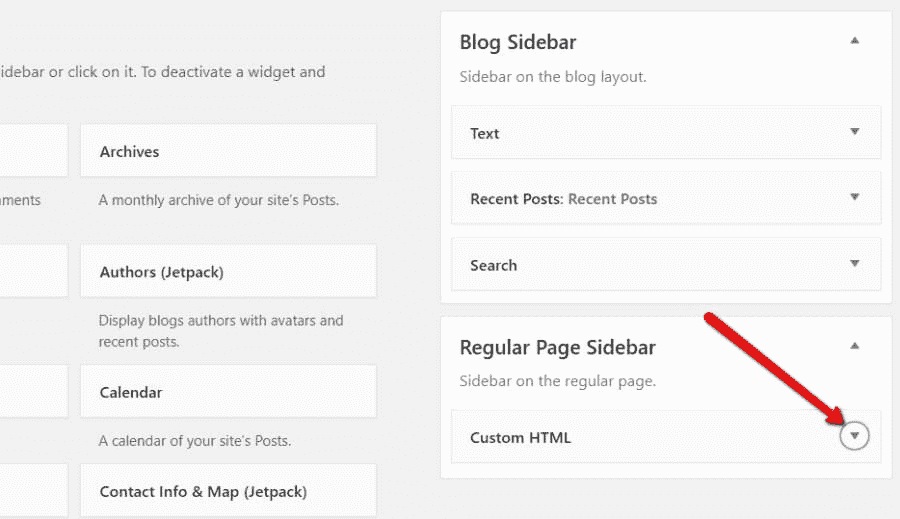 idebar or click on it. To deactivate a widget and
Archives
ments
A monthly archive of your site's Posts.
Authors (Jetpack)
Display blogs authors with avatars and
recent posts.
Calendar
A calendar of your site's Posts.
Contact Info & Map (Jetpack)
Blog Sidebar
Sidebar on the blog layout.
Text
Recent Posts: Recent Posts
Search
Regular Page Sidebar
Sidebar on the regular page.
Custom HTML